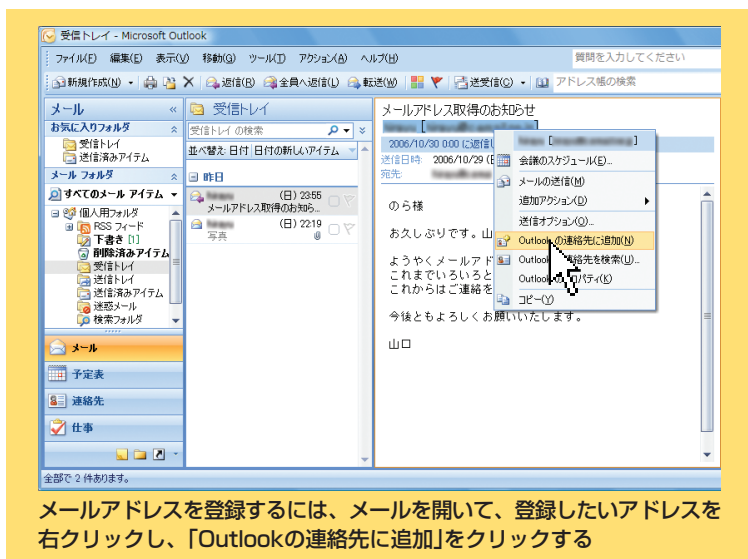 受信トレイ - Microsoft Outlook
ファイル(F) 編集(E) 表示(V) 移動(G) ツール(T) アクション(A) ヘルプ(H) 質問を入力してください
新規作成(N) 返信(R) 全員へ返信(L) 転送(W) 送受信(C) アドレス帳の検索
メール «
お気に入りフォルダ
受信トレイ
送信済みアイテム
メール フォルダ
すべてのメール アイテム
個人用フォルダ
RSS フィード
下書き [1]
削除済みアイテム
受信トレイ
送信トレイ
送信済みアイテム
迷惑メール
検索フォルダ
メール
予定表
連絡先
仕事
受信トレイ
受信トレイ の検索
並べ替え: 日付 日付の新しいアイテム
昨日
(日) 23:55
メールアドレス取得のお知ら...
(日) 22:19
写真
メールアドレス取得のお知らせ
2006/10/30 0:00 に返信
送信日時: 2006/10/29
宛先:
のら様
お久しぶりです。山
ようやくメールアド
これまでいろいろと
これからはご連絡を
今後ともよろしくお願いいたします。
山口
会議のスケジュール(E)...
メールの送信(M)
追加アクション(D)
送信オプション(O)...
Outlook の連絡先に追加(N)
Outlook 連絡先を検索(U)...
Outlook プロパティ(K)
コピー(Y)
全部で 2 件あります。
メールアドレスを登録するには、メールを開いて、登録したいアドレスを
右クリックし、「Outlookの連絡先に追加」をクリックする